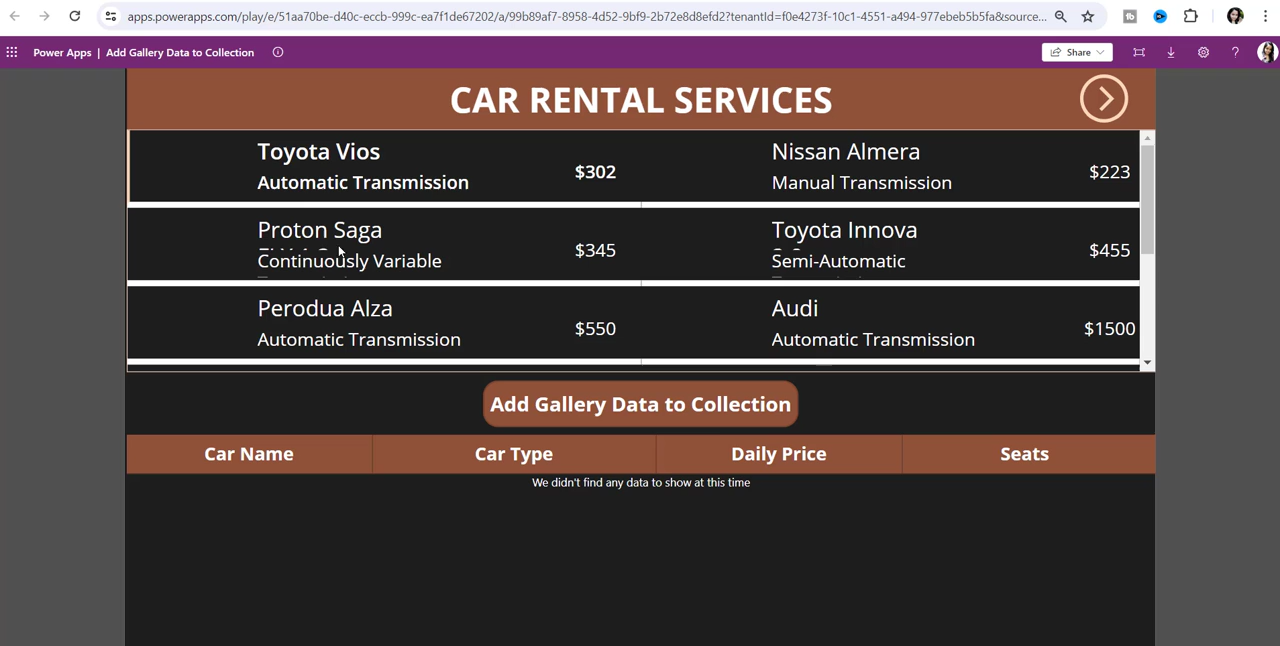 apps.powerapps.com/play/e/51aa70be-d40c-eccb-999c-ea7f1de67202/a/99b89af7-8958-4d52-9bf9-2b72e8d8efd2?tenantId=f0e4273f-10c1-4551-a494-977ebeb5b5fa&source...
Power Apps | Add Gallery Data to Collection
Share
CAR RENTAL SERVICES
Toyota Vios
Automatic Transmission
$302
Nissan Almera
Manual Transmission
$223
Proton Saga
Continuously Variable
$345
Toyota Innova
Semi-Automatic
$455
Perodua Alza
Automatic Transmission
$550
Audi
Automatic Transmission
$1500
Add Gallery Data to Collection
Car Name Car Type Daily Price Seats
We didn't find any data to show at this time